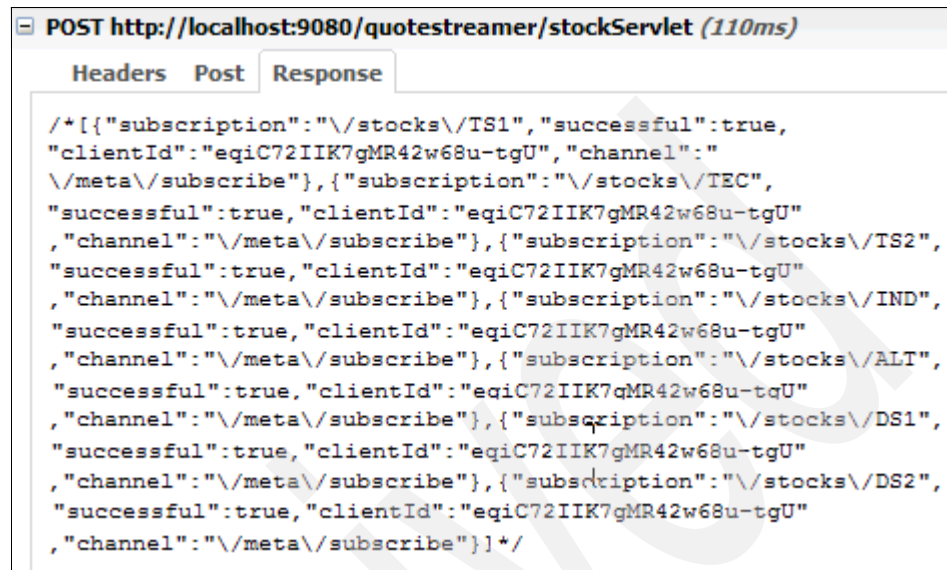 POST http://localhost:9080/quotestreamer/stockServlet (110ms)
Headers Post Response
/*[{"subscription":"\/stocks\/TS1","successful":true,
"clientId":"eqiC72IIK7gMR42w68u-tgU","channel":"
\/meta\/subscribe"},{"subscription":"\/stocks\/TEC",
"successful":true,"clientId":"eqiC72IIK7gMR42w68u-tgU"
,"channel":"\/meta\/subscribe"},{"subscription":"\/stocks\/TS2",
"successful":true,"clientId":"eqiC72IIK7gMR42w68u-tgU"
,"channel":"\/meta\/subscribe"},{"subscription":"\/stocks\/IND",
"successful":true,"clientId":"eqiC72IIK7gMR42w68u-tgU"
,"channel":"\/meta\/subscribe"},{"subscription":"\/stocks\/ALT",
"successful":true,"clientId":"eqiC72IIK7gMR42w68u-tgU"
,"channel":"\/meta\/subscribe"},{"subscription":"\/stocks\/DS1",
"successful":true,"clientId":"eqiC72IIK7gMR42w68u-tgU"
,"channel":"\/meta\/subscribe"},{"subscription":"\/stocks\/DS2",
"successful":true,"clientId":"eqiC72IIK7gMR42w68u-tgU"
,"channel":"\/meta\/subscribe"}]*/